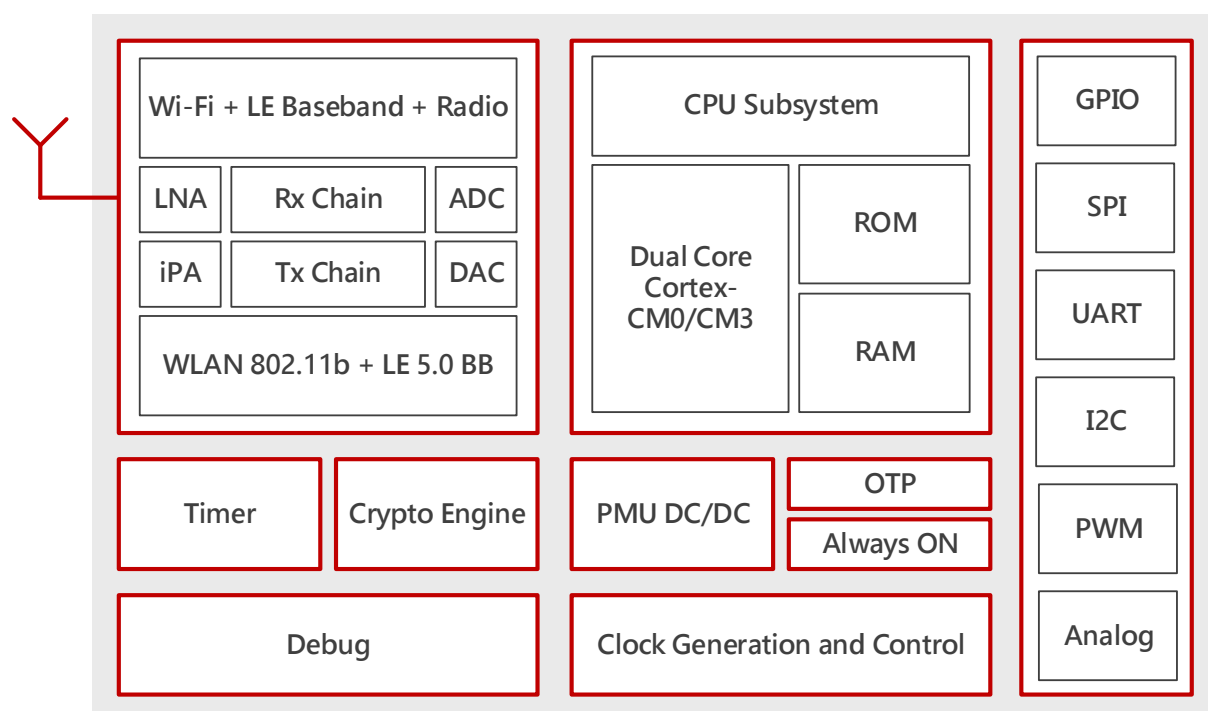 Wi-Fi + LE Baseband + Radio
LNA
Rx Chain
ADC
iPA
Tx Chain
DAC
WLAN 802.11b + LE 5.0 BB
CPU Subsystem
Dual Core
Cortex-
CM0/CM3
ROM
RAM
GPIO
SPI
UART
I2C
PWM
Analog
Timer
Crypto Engine
PMU DC/DC
OTP
Always ON
Debug
Clock Generation and Control